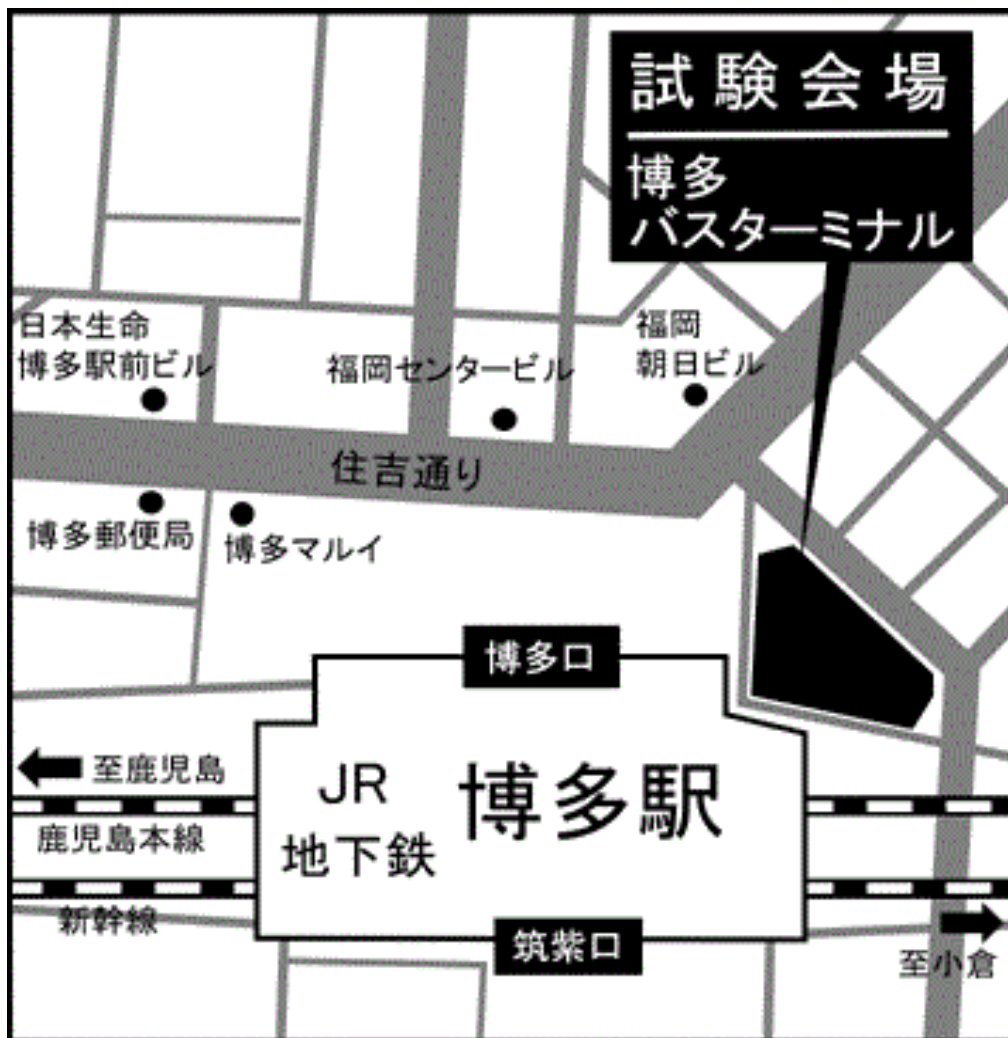 試験会場
博多
バスターミナル
日本生命
博多駅前ビル
福岡センタービル
福岡
朝日ビル
住吉通り
博多郵便局
博多マルイ
博多口
至鹿児島
JR
地下鉄
博多駅
鹿児島本線
新幹線
筑紫口
至小倉